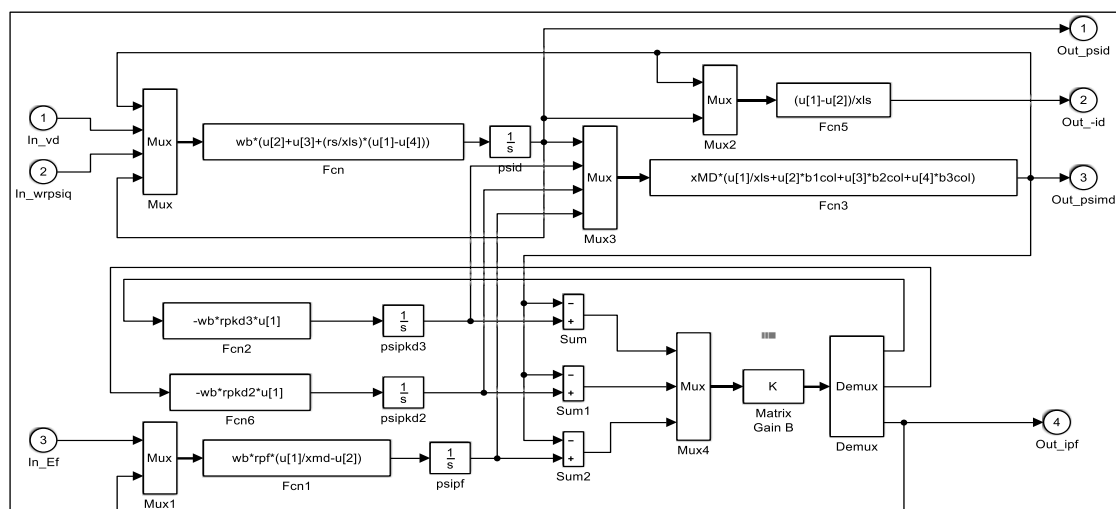 1
Out_psid
Mux
(u[1]-u[2])/xls
2
Mux2
Fcn5
Out_-id
1
In_vd
Mux
wb*(u[2]+u[3]+(rs/xls)*(u[1]-u[4]))
1
s
psid
Fcn
2
In_wrpsiq
Mux
Mux
xMD*(u[1]/xls+u[2]*b1col+u[3]*b2col+u[4]*b3col)
3
Out_psimd
Fcn3
Mux3
-wb*rpkd3*u[1]
1
s
−
+
Fcn2
psipkd3
Sum
-wb*rpkd2*u[1]
1
s
−
+
Fcn6
psipkd2
Sum1
Mux
K
Demux
Matrix
Gain B
Mux4
Demux
3
In_Ef
Mux
wb*rpf*(u[1]/xmd-u[2])
1
s
−
+
4
Out_ipf
Mux1
Fcn1
psipf
Sum2